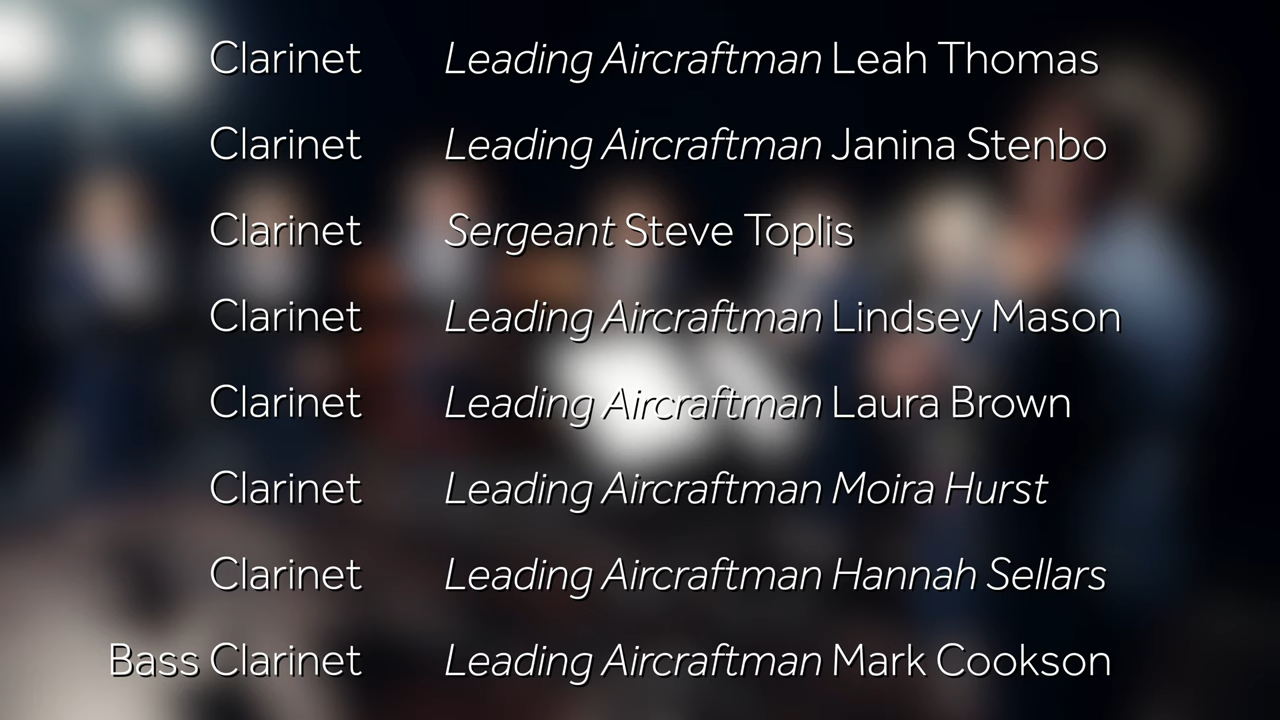 Clarinet Leading Aircraftman Leah Thomas
Clarinet Leading Aircraftman Janina Stenbo
Clarinet Sergeant Steve Toplis
Clarinet Leading Aircraftman Lindsey Mason
Clarinet Leading Aircraftman Laura Brown
Clarinet Leading Aircraftman Moira Hurst
Clarinet Leading Aircraftman Hannah Sellars
Bass Clarinet Leading Aircraftman Mark Cookson